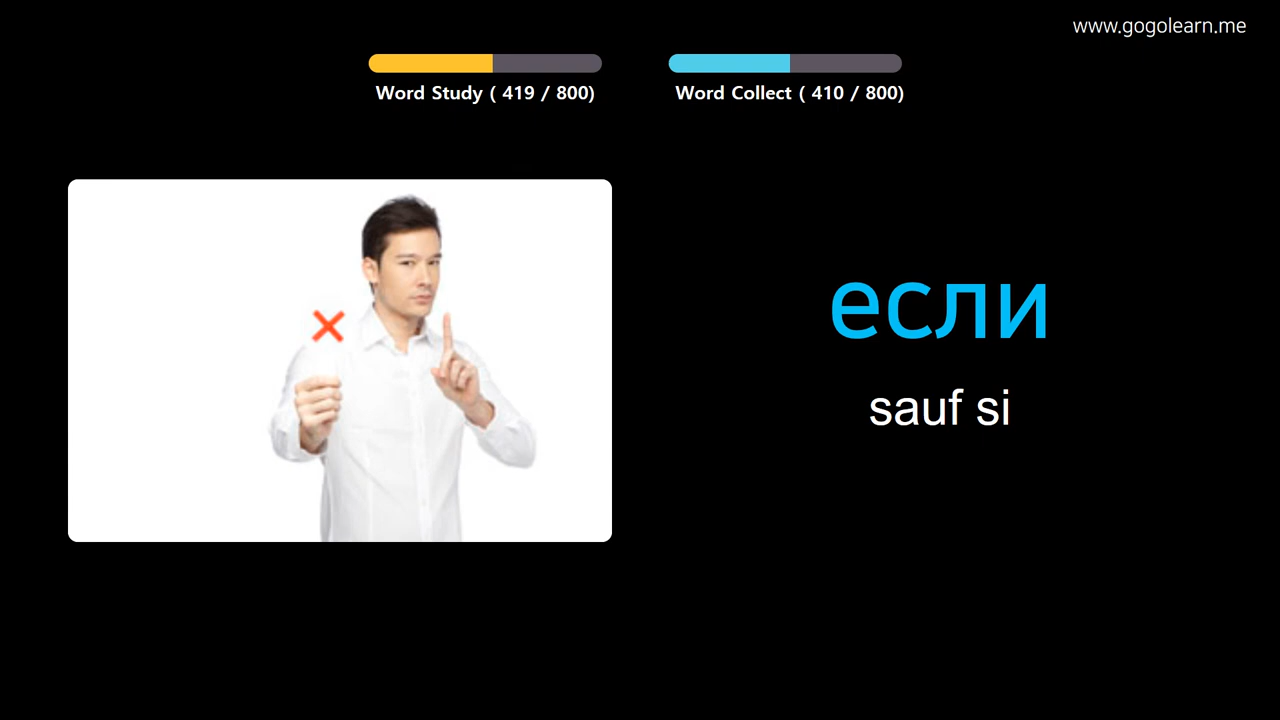 www.gogolearn.me
Word Study ( 419 / 800)
Word Collect ( 410 / 800)
если
sauf si